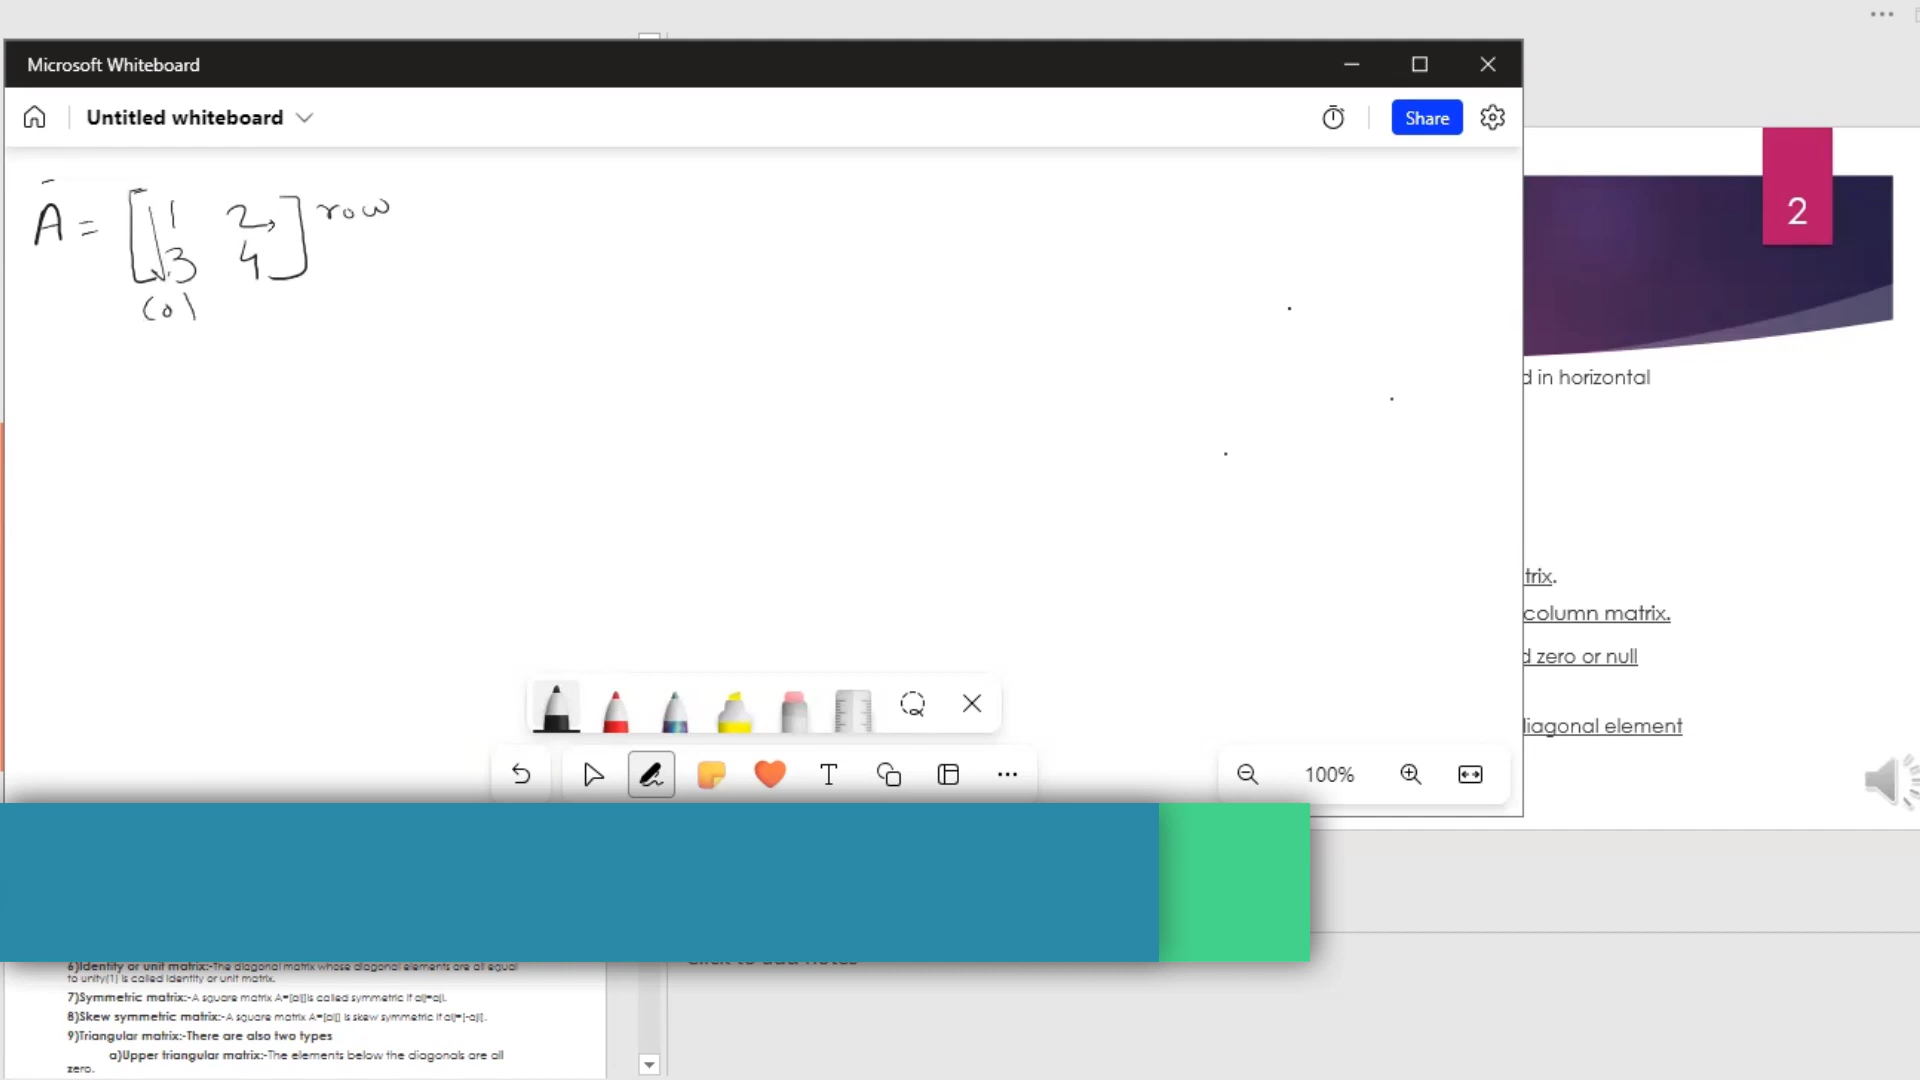 Microsoft Whiteboard
Untitled whiteboard
Share
A = [1 2 row
3 4]
col
2
d in horizontal
trix.
column matrix.
d zero or null
diagonal element
100%
6)Identity or unit matrix:-The diagonal matrix whose diagonal elements are all equal
to unity(1) is called identity or unit matrix.
7)Symmetric matrix:-A square matrix A=[aij]is called symmetric if aij=aji.
8)Skew symmetric matrix:-A square matrix A=[aij] is skew symmetric if aij=[-aji].
9)Triangular matrix:-There are also two types
a)Upper triangular matrix:-The elements below the diagonals are all
zero.